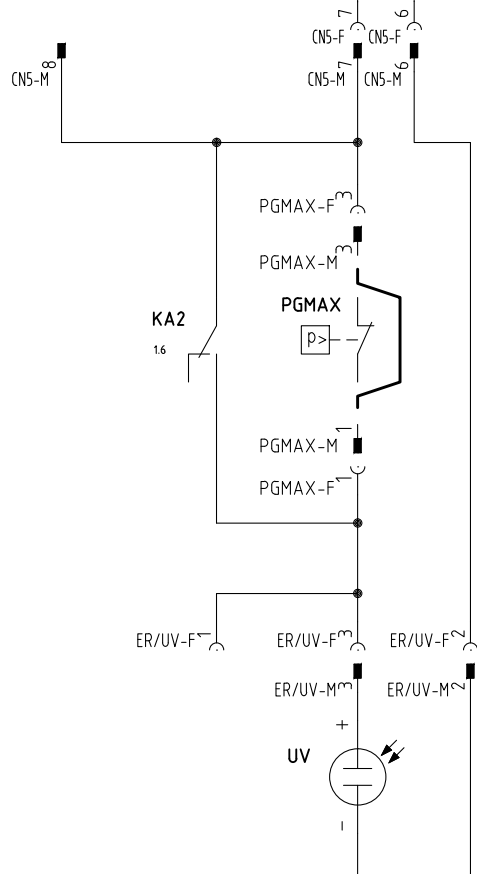 7
6
CN5-F
CN5-F
8
7
6
CN5-M
CN5-M
CN5-M
3
PGMAX-F
3
PGMAX-M
PGMAX
KA2
1.6
p>
1
PGMAX-M
1
PGMAX-F
ER/UV-F 1
ER/UV-F 3
ER/UV-F 2
ER/UV-M 3
ER/UV-M 2
+
UV
-